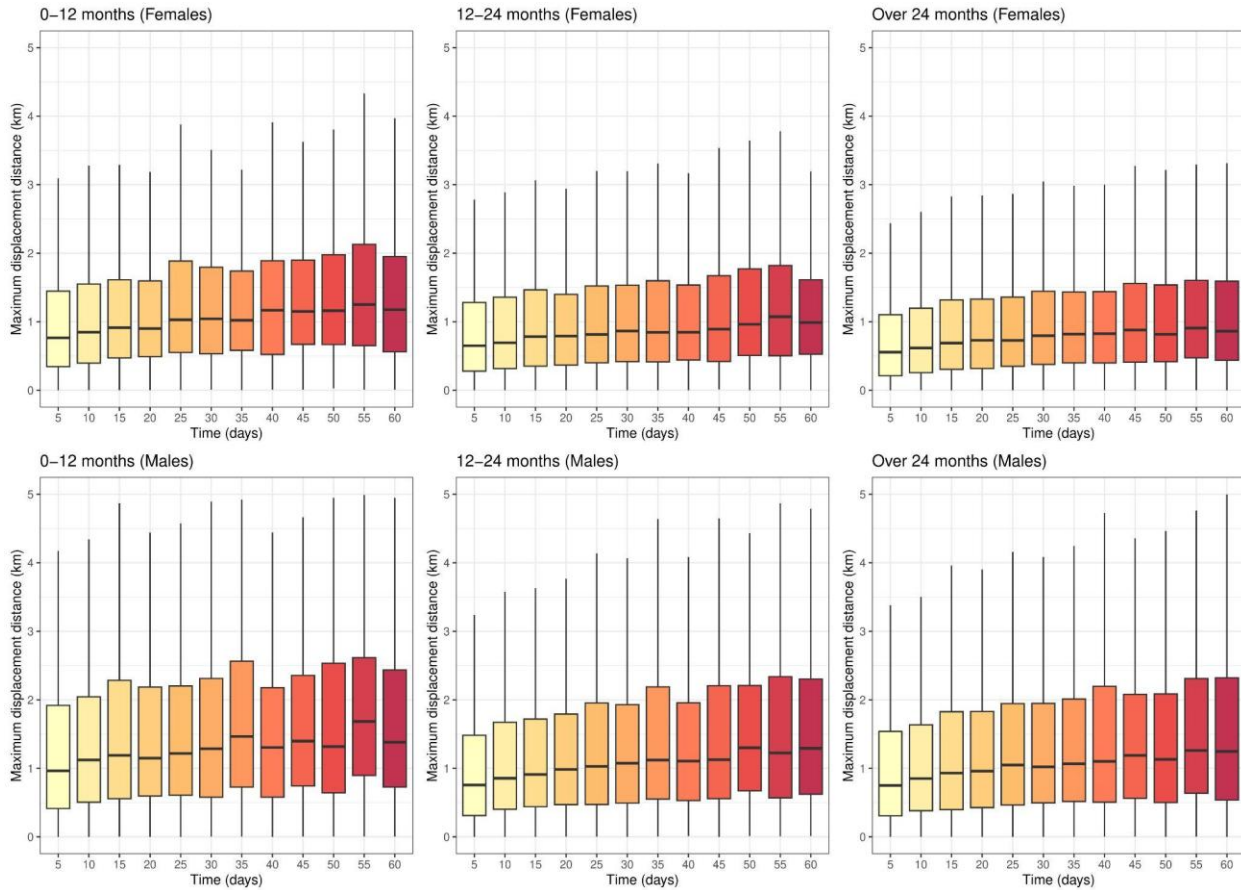 0−12 months (Females)
12−24 months (Females)
Over 24 months (Females)
Maximum displacement distance (km)
5
4
3
2
1
0
5 10 15 20 25 30 35 40 45 50 55 60
Time (days)
Maximum displacement distance (km)
5
4
3
2
1
0
5 10 15 20 25 30 35 40 45 50 55 60
Time (days)
Maximum displacement distance (km)
5
4
3
2
1
0
5 10 15 20 25 30 35 40 45 50 55 60
Time (days)
0−12 months (Males)
12−24 months (Males)
Over 24 months (Males)
Maximum displacement distance (km)
5
4
3
2
1
0
5 10 15 20 25 30 35 40 45 50 55 60
Time (days)
Maximum displacement distance (km)
5
4
3
2
1
0
5 10 15 20 25 30 35 40 45 50 55 60
Time (days)
Maximum displacement distance (km)
5
4
3
2
1
0
5 10 15 20 25 30 35 40 45 50 55 60
Time (days)